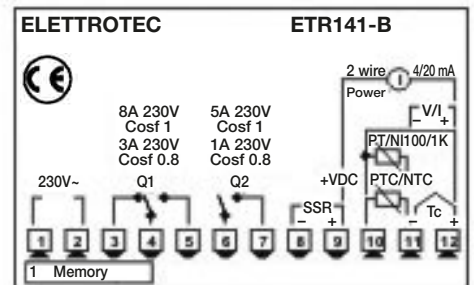 ELETTROTEC ETR141-B
CE
2 wire 4/20 mA
I
Power
V/I
- +
8A 230V 5A 230V
Cosf 1 Cosf 1
3A 230V 1A 230V
Cosf 0.8 Cosf 0.8
PT/NI100/1K
230V~ Q1 Q2 +VDC PTC/NTC
SSR Tc
- + - +
1 2 3 4 5 6 7 8 9 10 11 12
1 Memory